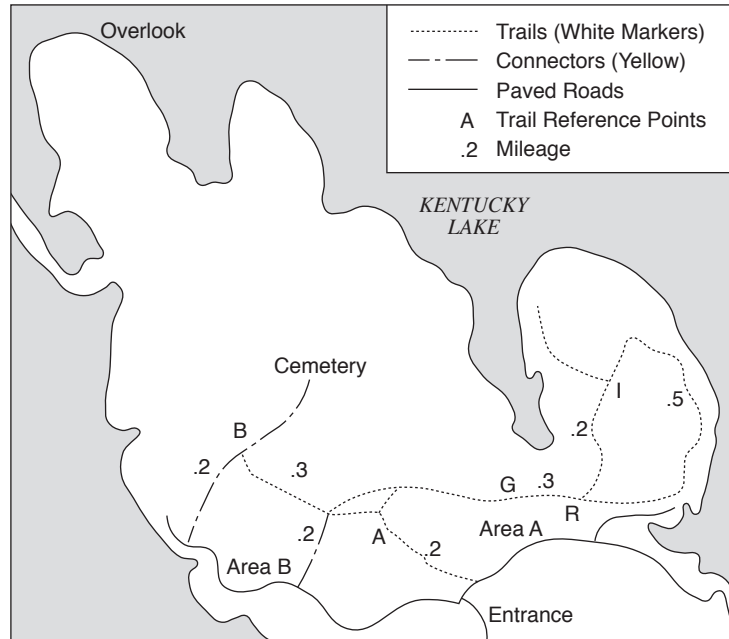 Overlook
Trails (White Markers)
Connectors (Yellow)
Paved Roads
A Trail Reference Points
.2 Mileage
KENTUCKY
LAKE
Cemetery
I
.5
B
.2
.2
.3
G
.3
R
.2
A
Area A
.2
Area B
Entrance